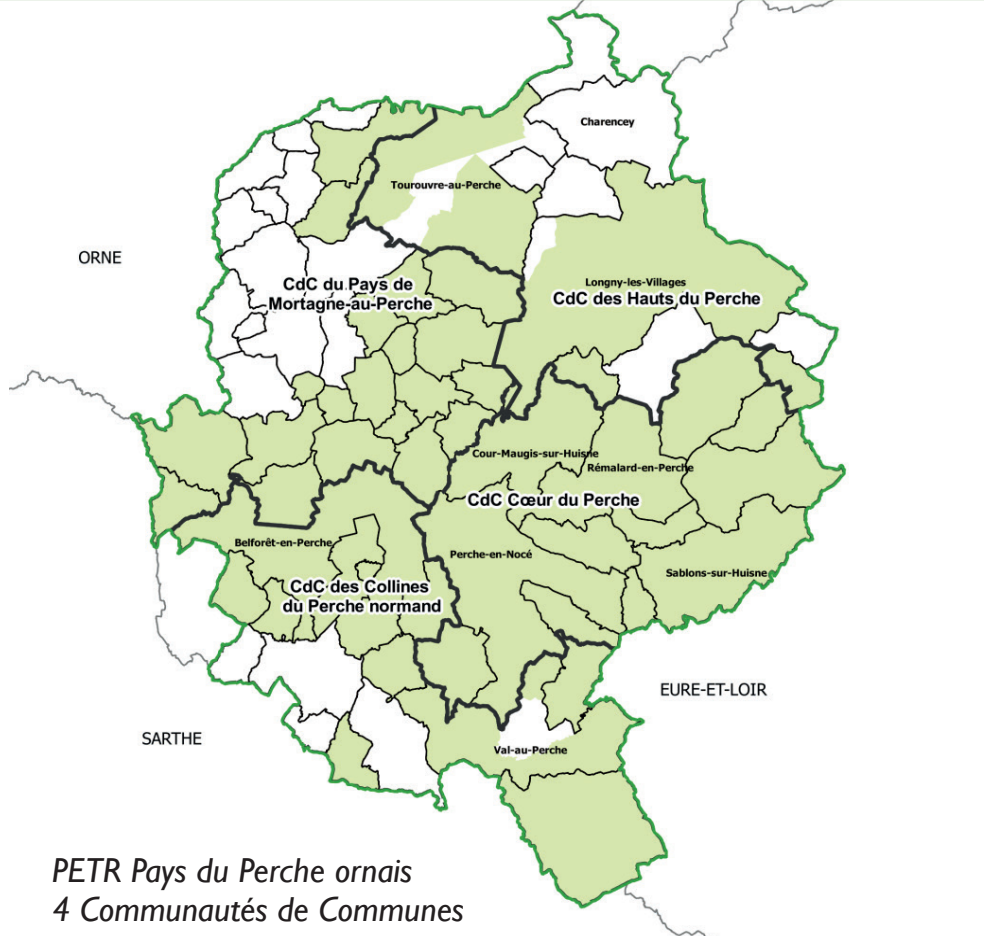 Charencey
Tourouvre-au-Perche
ORNE
CdC du Pays de
Mortagne-au-Perche
Longny-les-Villages
CdC des Hauts du Perche
Cour-Maugis-sur-Huisne
Rémalard-en-Perche
CdC Cœur du Perche
Belforêt-en-Perche
Perche-en-Nocé
Sablons-sur-Huisne
CdC des Collines
du Perche normand
EURE-ET-LOIR
SARTHE
Val-au-Perche
PETR Pays du Perche ornais
4 Communautés de Communes